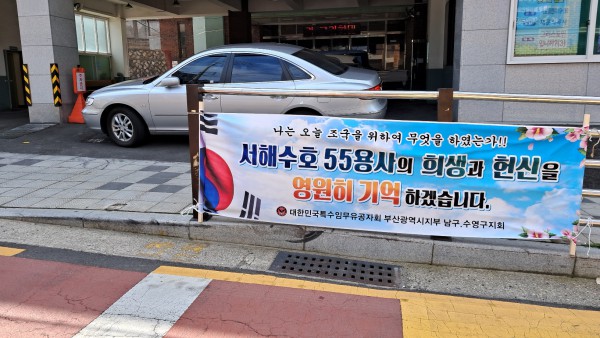 나는 오늘 조국을 위하여 무엇을 하였는가!!
서해수호 55용사의 희생과 헌신을
영원히 기억 하겠습니다.
대한민국특수임무유공자회 부산광역시지부 남구.수영구지회